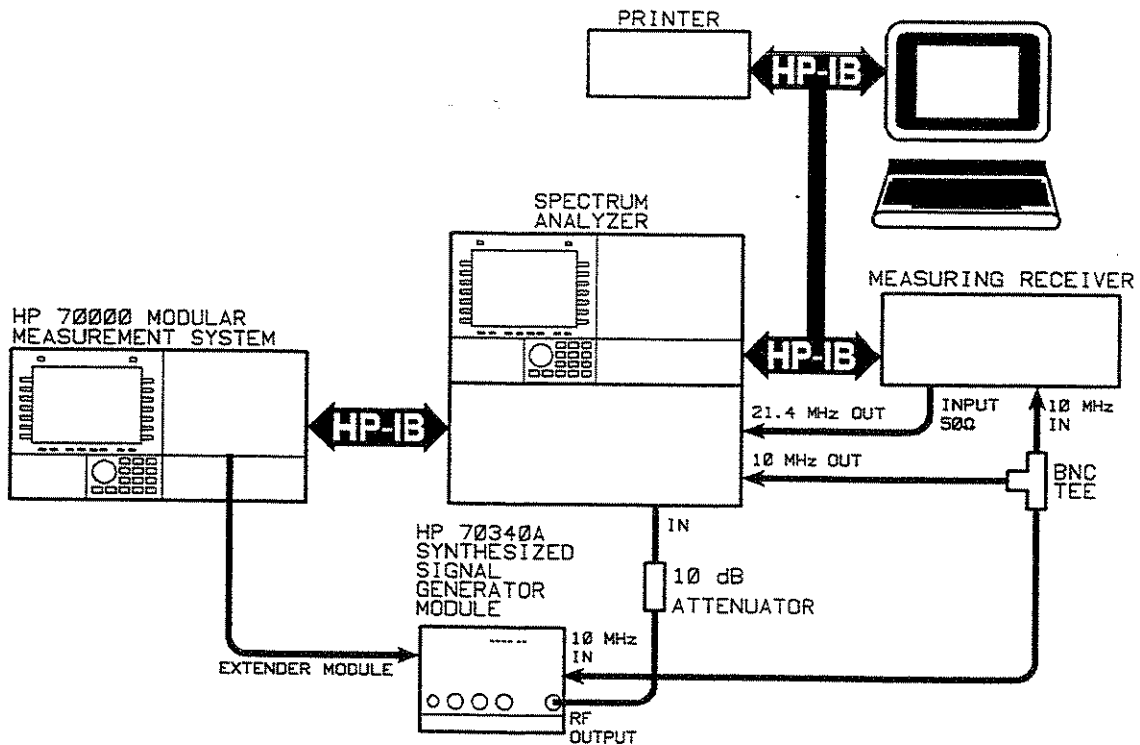 PRINTER
HP-IB
SPECTRUM
ANALYZER
MEASURING RECEIVER
HP 70000 MODULAR
MEASUREMENT SYSTEM
HP-IB
HP-IB
21.4 MHz OUT
INPUT
50Ω
10 MHz
IN
10 MHz OUT
BNC
TEE
IN
HP 70340A
SYNTHESIZED
SIGNAL
GENERATOR
MODULE
10 dB
ATTENUATOR
10 MHz
IN
EXTENDER MODULE
RF
OUTPUT